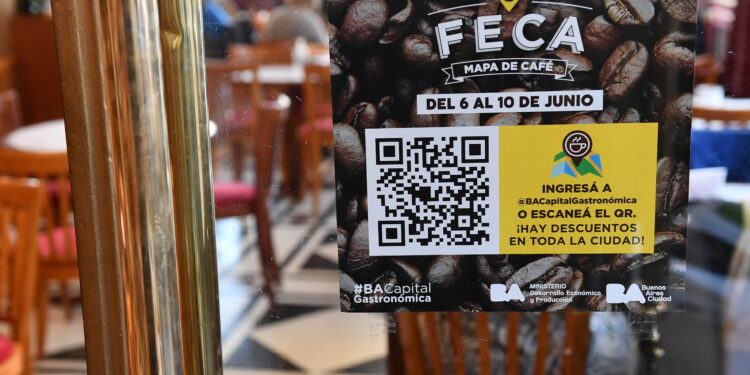 FECA
MAPA DE CAFÉ
DEL 6 AL 10 DE JUNIO
INGRESÁ A
@BACapitalGastronómica
O ESCANEÁ EL QR.
¡HAY DESCUENTOS
EN TODA LA CIUDAD!
#BACapital
Gastronómica
BA MINISTERIO
Desarrollo Económico
y Producción
BA Buenos
Aires Ciudad